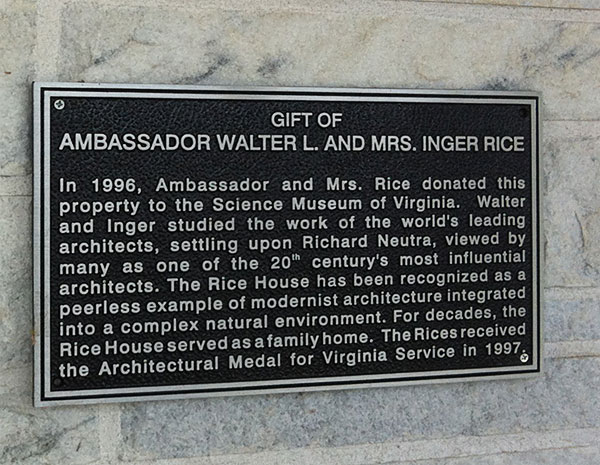 GIFT OF
AMBASSADOR WALTER L. AND MRS. INGER RICE
In 1996, Ambassador and Mrs. Rice donated this
property to the Science Museum of Virginia. Walter
and Inger studied the work of the world's leading
architects, settling upon Richard Neutra, viewed by
many as one of the 20th century's most influential
architects. The Rice House has been recognized as a
peerless example of modernist architecture integrated
into a complex natural environment. For decades, the
Rice House served as a family home. The Rices received
the Architectural Medal for Virginia Service in 1997.